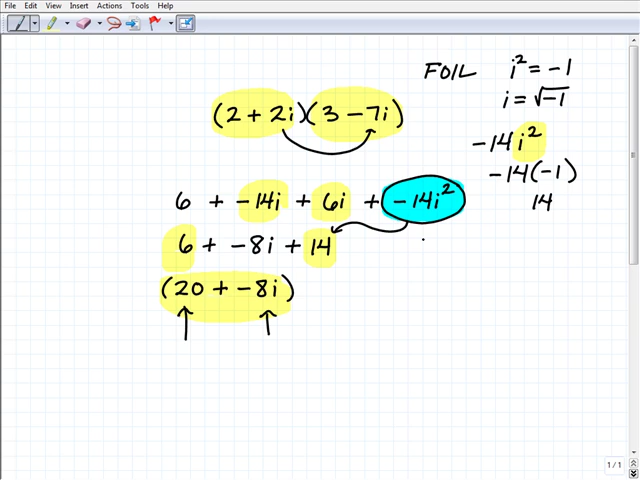 File Edit View Insert Actions Tools Help
FOIL i² = -1
i = √-1
(2 + 2i)(3 - 7i)
-14i²
-14(-1)
14
6 + -14i + 6i + -14i²
6 + -8i + 14
(20 + -8i)
1/1